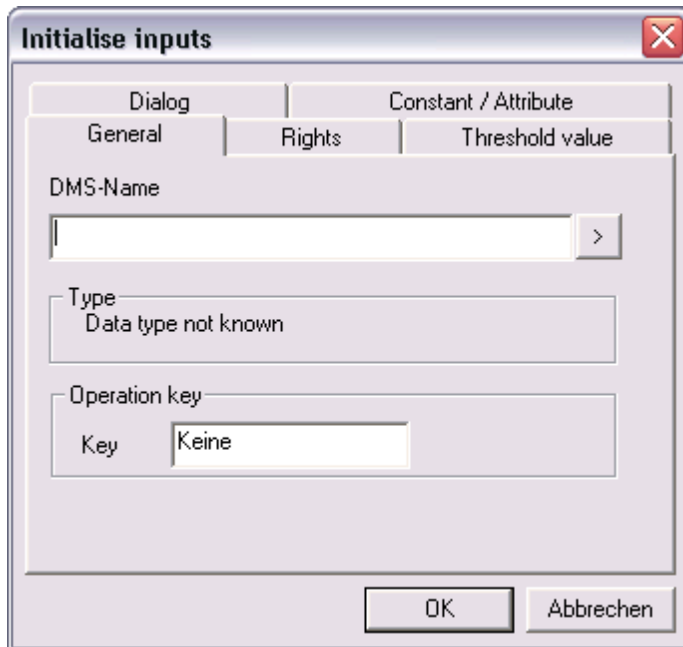 Initialise inputs
Dialog Constant / Attribute
General Rights Threshold value
DMS-Name
>
Type
Data type not known
Operation key
Key Keine
OK Abbrechen